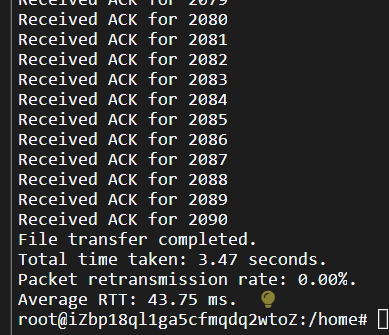 Received ACK for 2079
Received ACK for 2080
Received ACK for 2081
Received ACK for 2082
Received ACK for 2083
Received ACK for 2084
Received ACK for 2085
Received ACK for 2086
Received ACK for 2087
Received ACK for 2088
Received ACK for 2089
Received ACK for 2090
File transfer completed.
Total time taken: 3.47 seconds.
Packet retransmission rate: 0.00%.
Average RTT: 43.75 ms.
root@iZbp18ql1ga5cfmqdq2wtoZ:/home#